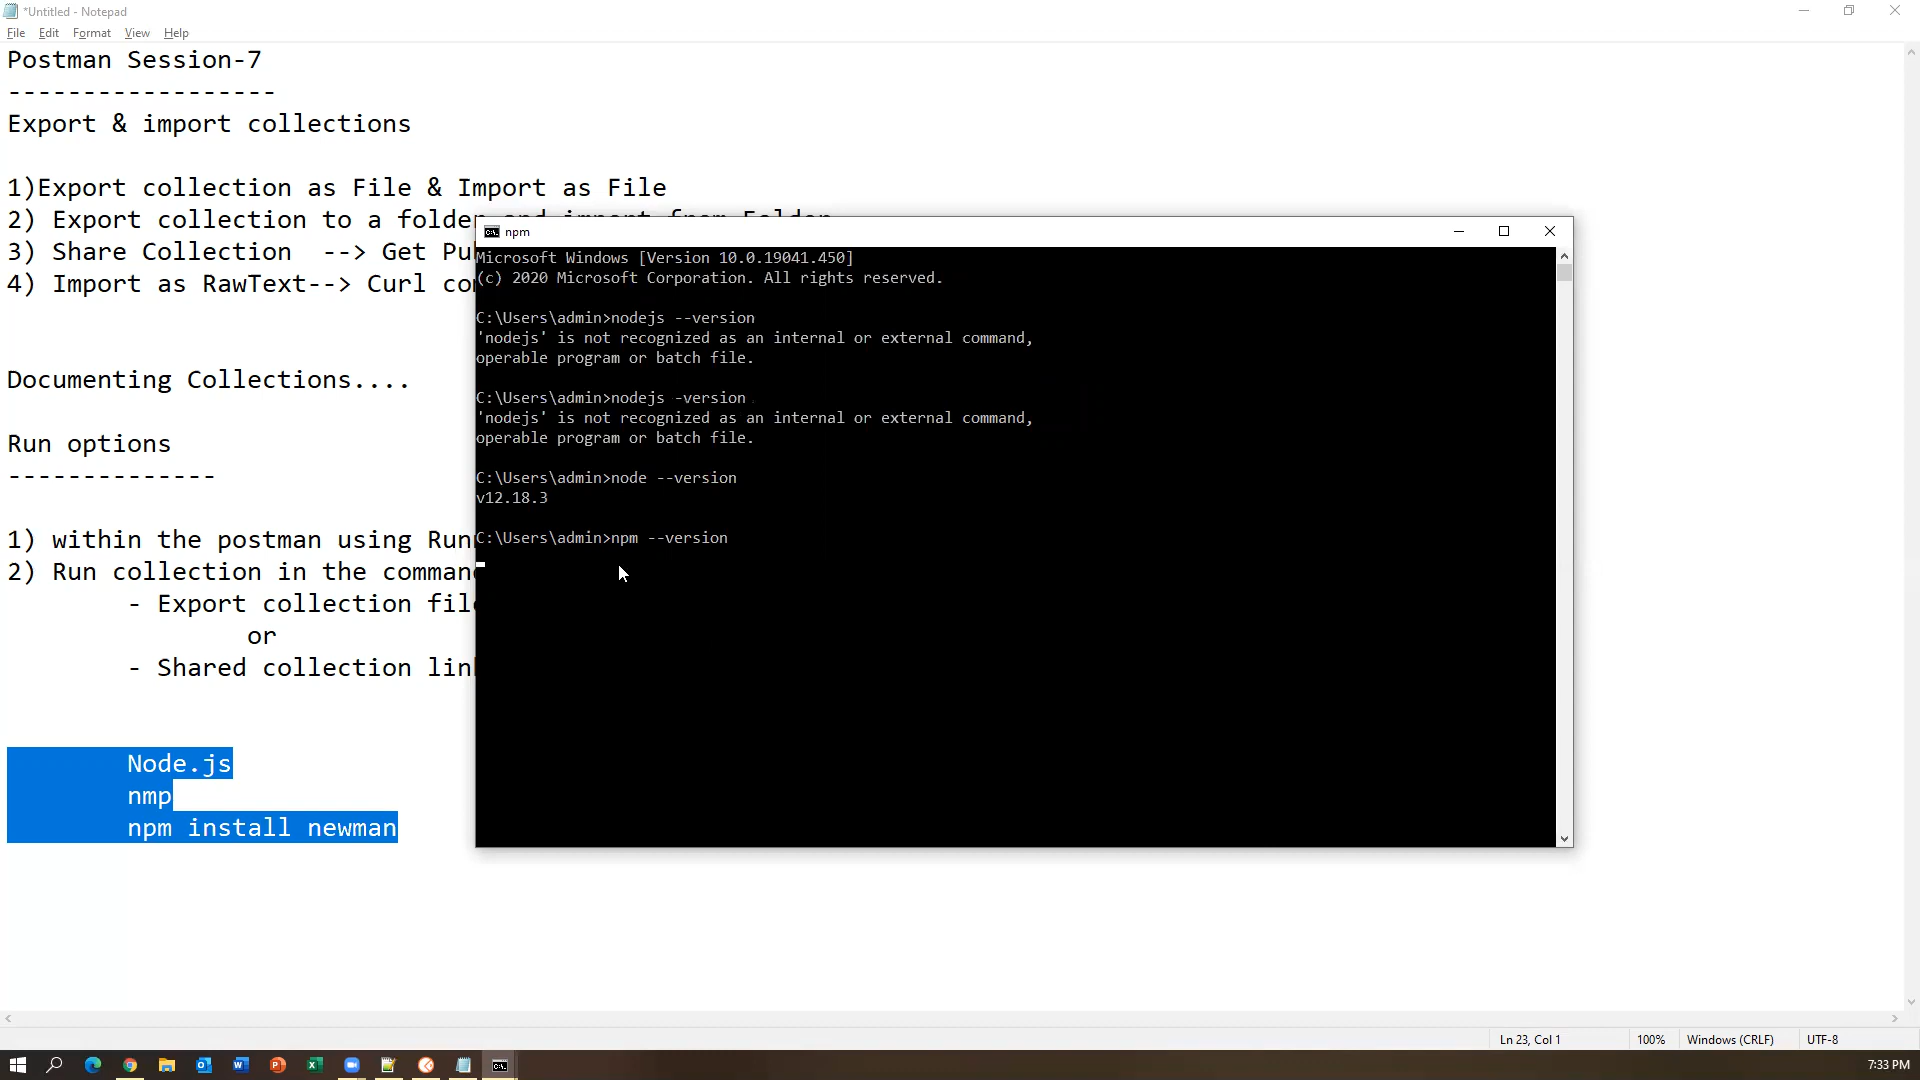 *Untitled - Notepad
File Edit Format View Help
Postman Session-7
------------------
Export & import collections
1)Export collection as File & Import as File
2) Export collection to a folder and import from Folder
3) Share Collection --> Get Pu
4) Import as RawText--> Curl co
Documenting Collections....
Run options
--------------
1) within the postman using Run
2) Run collection in the comman
- Export collection fil
or
- Shared collection lin
Node.js
nmp
npm install newman
npm
Microsoft Windows [Version 10.0.19041.450]
(c) 2020 Microsoft Corporation. All rights reserved.
C:\Users\admin>nodejs --version
'nodejs' is not recognized as an internal or external command,
operable program or batch file.
C:\Users\admin>nodejs -version
'nodejs' is not recognized as an internal or external command,
operable program or batch file.
C:\Users\admin>node --version
v12.18.3
C:\Users\admin>npm --version
Ln 23, Col 1 100% Windows (CRLF) UTF-8
7:33 PM